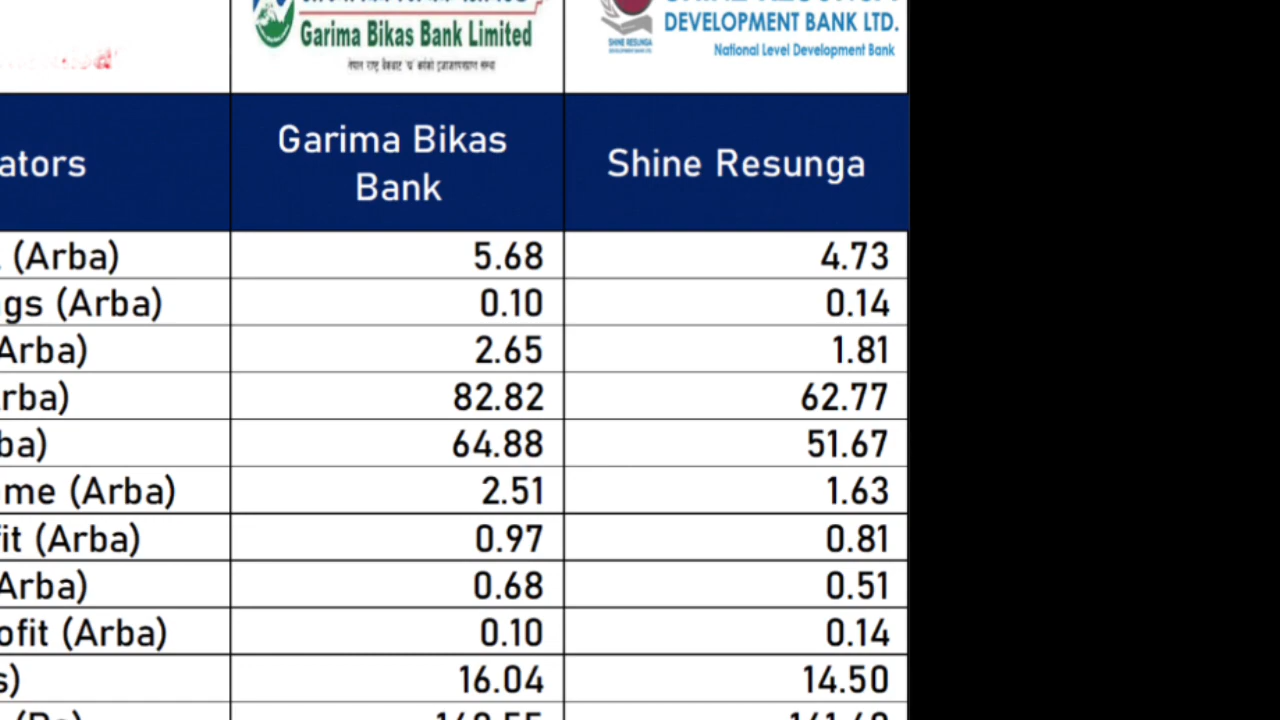 Garima Bikas Bank Limited
DEVELOPMENT BANK LTD.
SHINE RESUNGA
National Level Development Bank
ators Garima Bikas Bank Shine Resunga
(Arba) 5.68 4.73
gs (Arba) 0.10 0.14
Arba) 2.65 1.81
rba) 82.82 62.77
ba) 64.88 51.67
me (Arba) 2.51 1.63
it (Arba) 0.97 0.81
Arba) 0.68 0.51
ofit (Arba) 0.10 0.14
s) 16.04 14.50